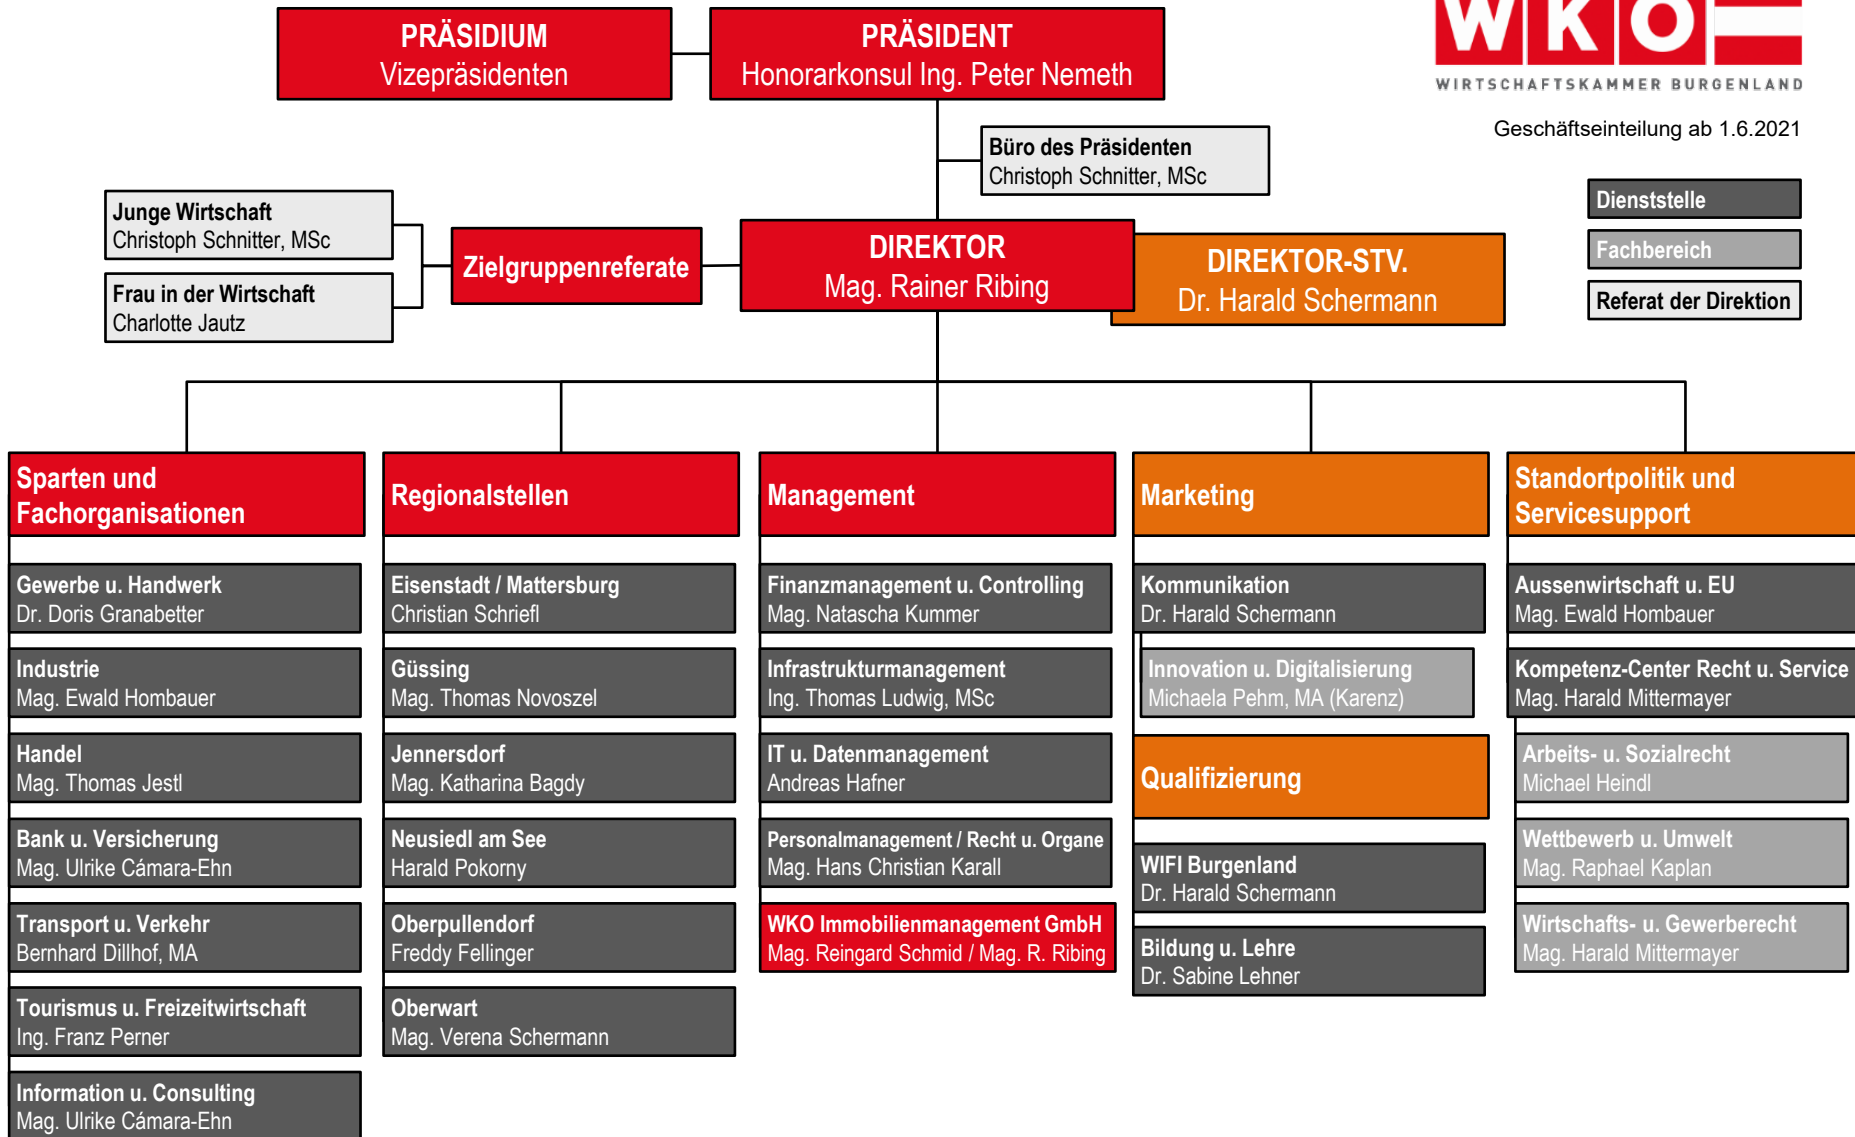 PRÄSIDIUM
Vizepräsidenten
PRÄSIDENT
Honorarkonsul Ing. Peter Nemeth
WKO
WIRTSCHAFTSKAMMER BURGENLAND
Geschäftseinteilung ab 1.6.2021
Büro des Präsidenten
Christoph Schnitter, MSc
Dienststelle
Fachbereich
Referat der Direktion
Junge Wirtschaft
Christoph Schnitter, MSc
Frau in der Wirtschaft
Charlotte Jautz
Zielgruppenreferate
DIREKTOR
Mag. Rainer Ribing
DIREKTOR-STV.
Dr. Harald Schermann
Sparten und
Fachorganisationen
Gewerbe u. Handwerk
Dr. Doris Granabetter
Industrie
Mag. Ewald Hombauer
Handel
Mag. Thomas Jestl
Bank u. Versicherung
Mag. Ulrike Cámara-Ehn
Transport u. Verkehr
Bernhard Dillhof, MA
Tourismus u. Freizeitwirtschaft
Ing. Franz Perner
Information u. Consulting
Mag. Ulrike Cámara-Ehn
Regionalstellen
Eisenstadt / Mattersburg
Christian Schriefl
Güssing
Mag. Thomas Novoszel
Jennersdorf
Mag. Katharina Bagdy
Neusiedl am See
Harald Pokorny
Oberpullendorf
Freddy Fellinger
Oberwart
Mag. Verena Schermann
Management
Finanzmanagement u. Controlling
Mag. Natascha Kummer
Infrastrukturmanagement
Ing. Thomas Ludwig, MSc
IT u. Datenmanagement
Andreas Hafner
Personalmanagement / Recht u. Organe
Mag. Hans Christian Karall
WKO Immobilienmanagement GmbH
Mag. Reingard Schmid / Mag. R. Ribing
Marketing
Kommunikation
Dr. Harald Schermann
Innovation u. Digitalisierung
Michaela Pehm, MA (Karenz)
Qualifizierung
WIFI Burgenland
Dr. Harald Schermann
Bildung u. Lehre
Dr. Sabine Lehner
Standortpolitik und
Servicesupport
Aussenwirtschaft u. EU
Mag. Ewald Hombauer
Kompetenz-Center Recht u. Service
Mag. Harald Mittermayer
Arbeits- u. Sozialrecht
Michael Heindl
Wettbewerb u. Umwelt
Mag. Raphael Kaplan
Wirtschafts- u. Gewerberecht
Mag. Harald Mittermayer